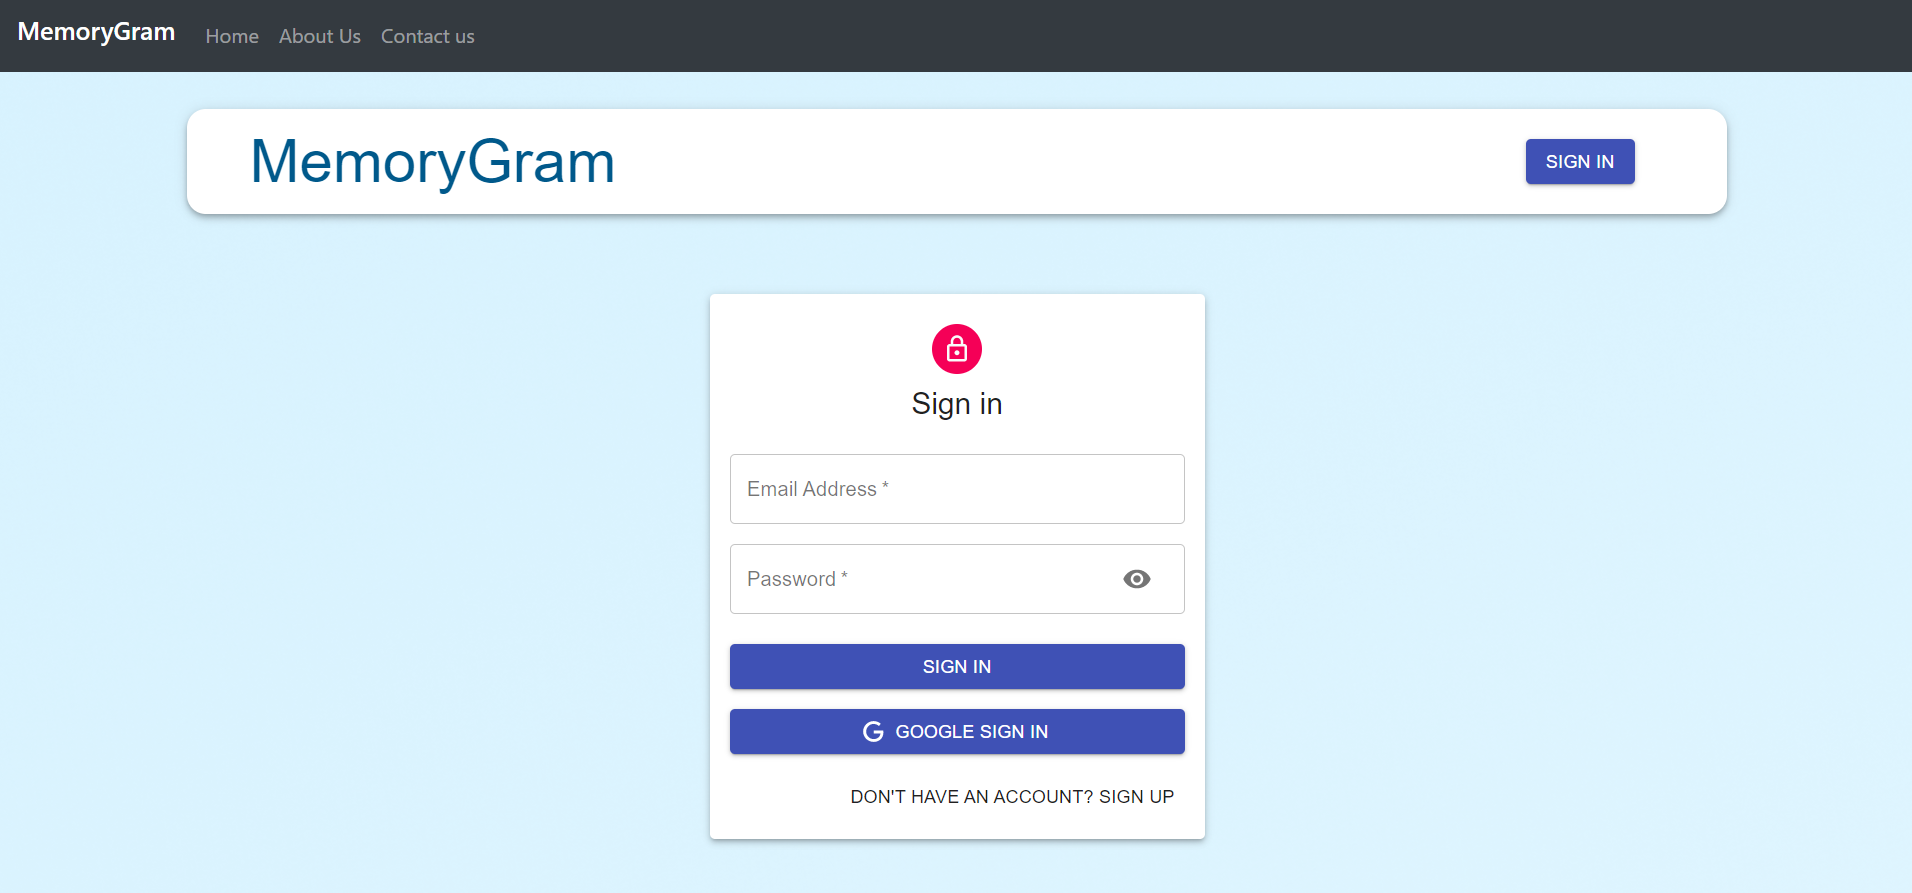 MemoryGram Home About Us Contact us
MemoryGram SIGN IN
Sign in
Email Address *
Password *
SIGN IN
GOOGLE SIGN IN
DON'T HAVE AN ACCOUNT? SIGN UP